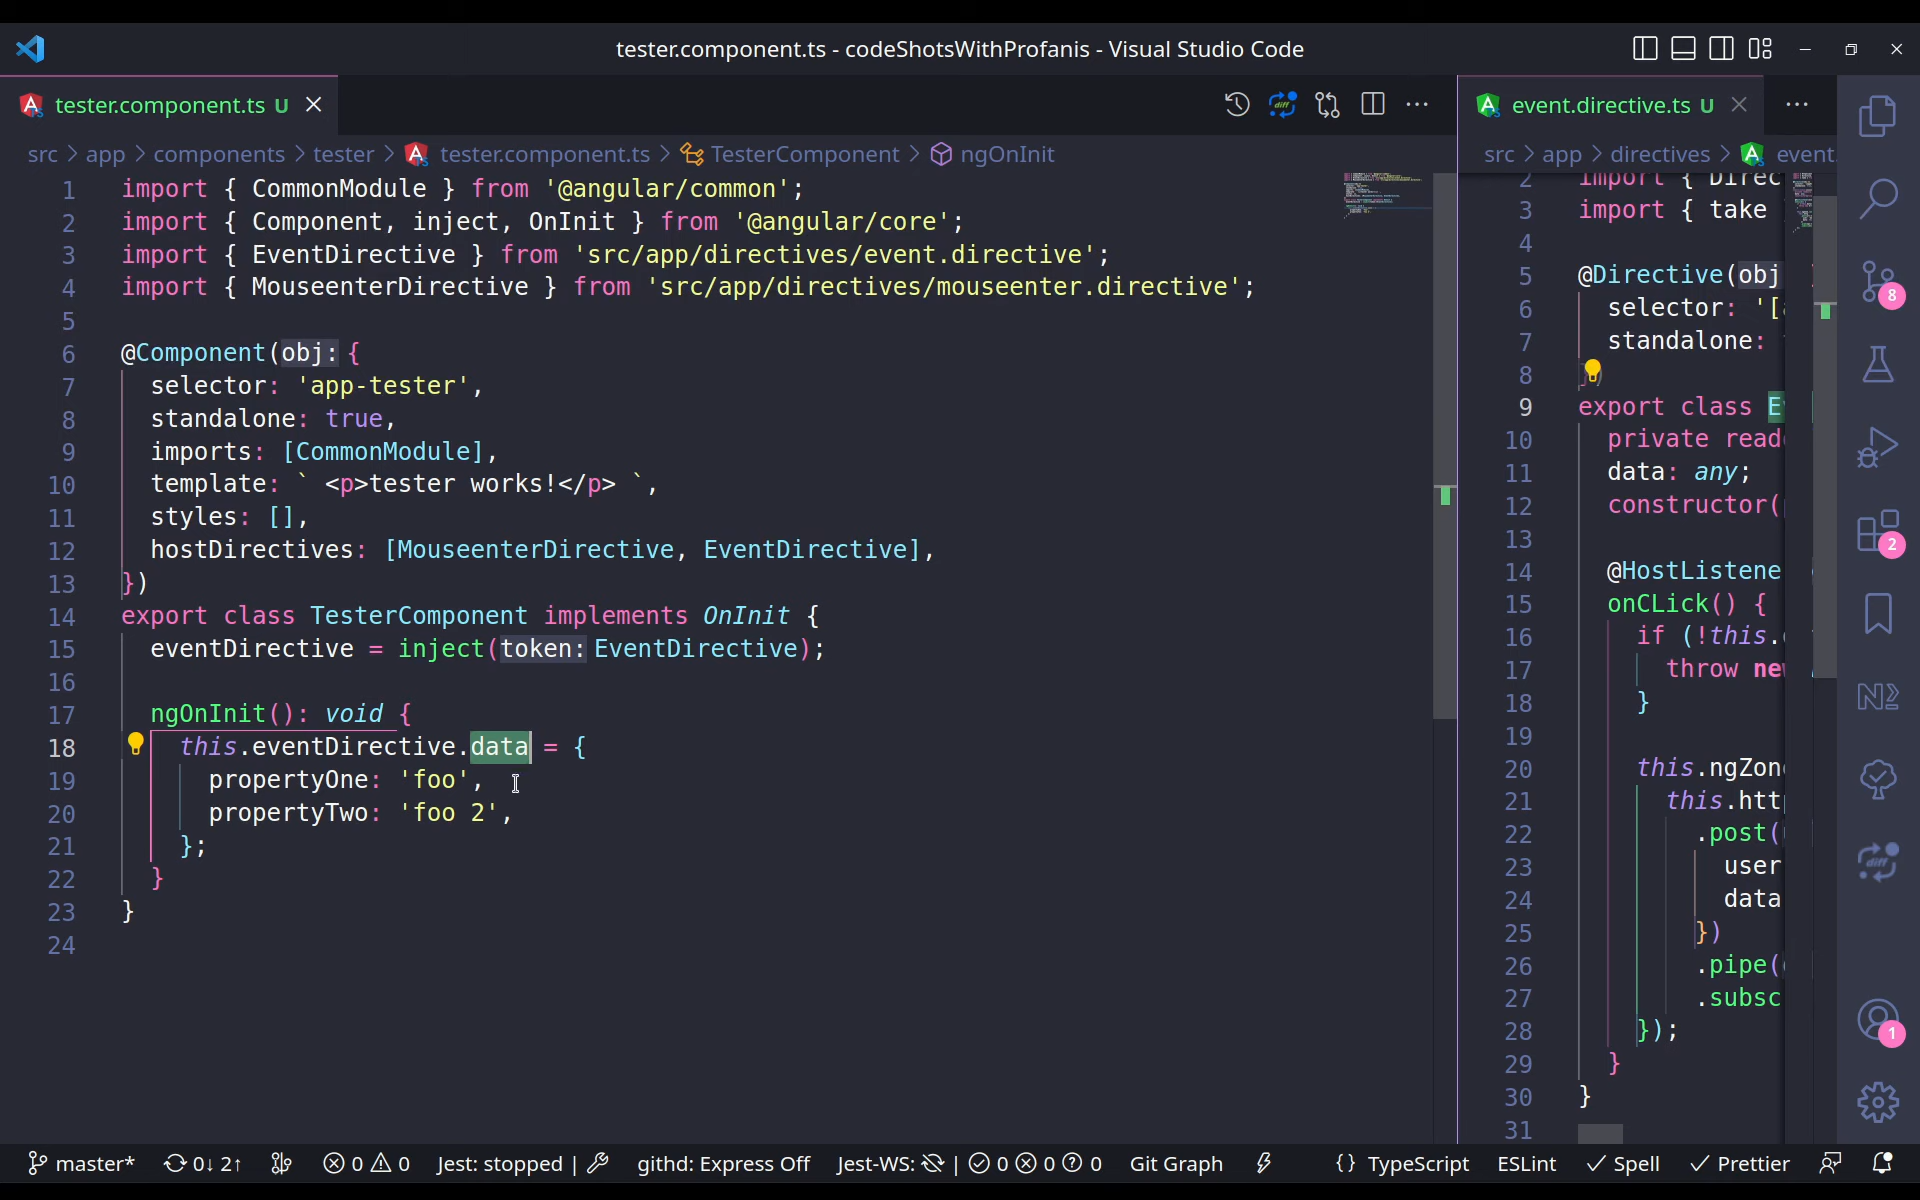 tester.component.ts - codeShotsWithProfanis - Visual Studio Code
tester.component.ts U
diff
src > app > components > tester > tester.component.ts > TesterComponent > ngOnInit
1 import { CommonModule } from '@angular/common';
2 import { Component, inject, OnInit } from '@angular/core';
3 import { EventDirective } from 'src/app/directives/event.directive';
4 import { MouseenterDirective } from 'src/app/directives/mouseenter.directive';
5
6 @Component(obj: {
7 selector: 'app-tester',
8 standalone: true,
9 imports: [CommonModule],
10 template: ` <p>tester works!</p> `,
11 styles: [],
12 hostDirectives: [MouseenterDirective, EventDirective],
13 })
14 export class TesterComponent implements OnInit {
15 eventDirective = inject(token: EventDirective);
16
17 ngOnInit(): void {
18 this.eventDirective.data = {
19 propertyOne: 'foo',
20 propertyTwo: 'foo 2',
21 };
22 }
23 }
24
event.directive.ts U
src > app > directives > event.
2 import { Direc
3 import { take
4
5 @Directive(obj
6 selector: '[
7 standalone:
8 })
9 export class
10 private read
11 data: any;
12 constructor(
13
14 @HostListene
15 onCLick() {
16 if (!this.
17 throw ne
18 }
19
20 this.ngZon
21 this.htt
22 .post(
23 user
24 data
25 })
26 .pipe(
27 .subsc
28 });
29 }
30 }
31
8
2
diff
1
master* 0↓ 2↑ 0 0 Jest: stopped | githd: Express Off Jest-WS: | 0 0 0 Git Graph {} TypeScript ESLint Spell Prettier